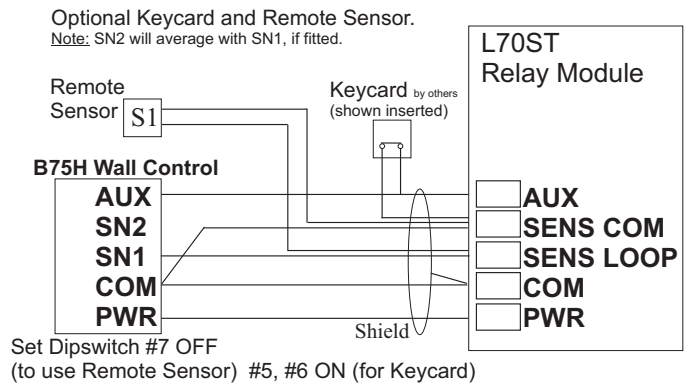 Optional Keycard and Remote Sensor.
Note: SN2 will average with SN1, if fitted.
L70ST
Relay Module
Remote
Sensor
S1
Keycard by others
(shown inserted)
B75H Wall Control
AUX
SN2
SN1
COM
PWR
AUX
SENS COM
SENS LOOP
COM
PWR
Shield
Set Dipswitch #7 OFF
(to use Remote Sensor) #5, #6 ON (for Keycard)